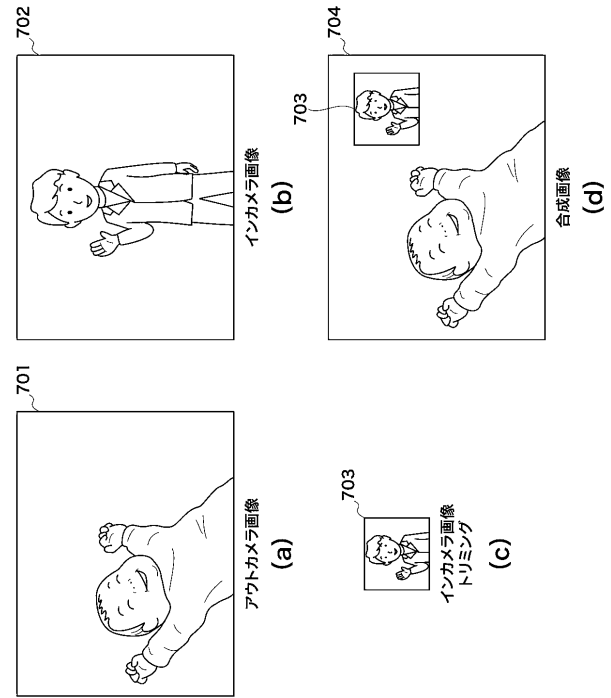 701
アウトカメラ画像
(a)
702
インカメラ画像
(b)
703
インカメラ画像
トリミング
(c)
704
703
合成画像
(d)